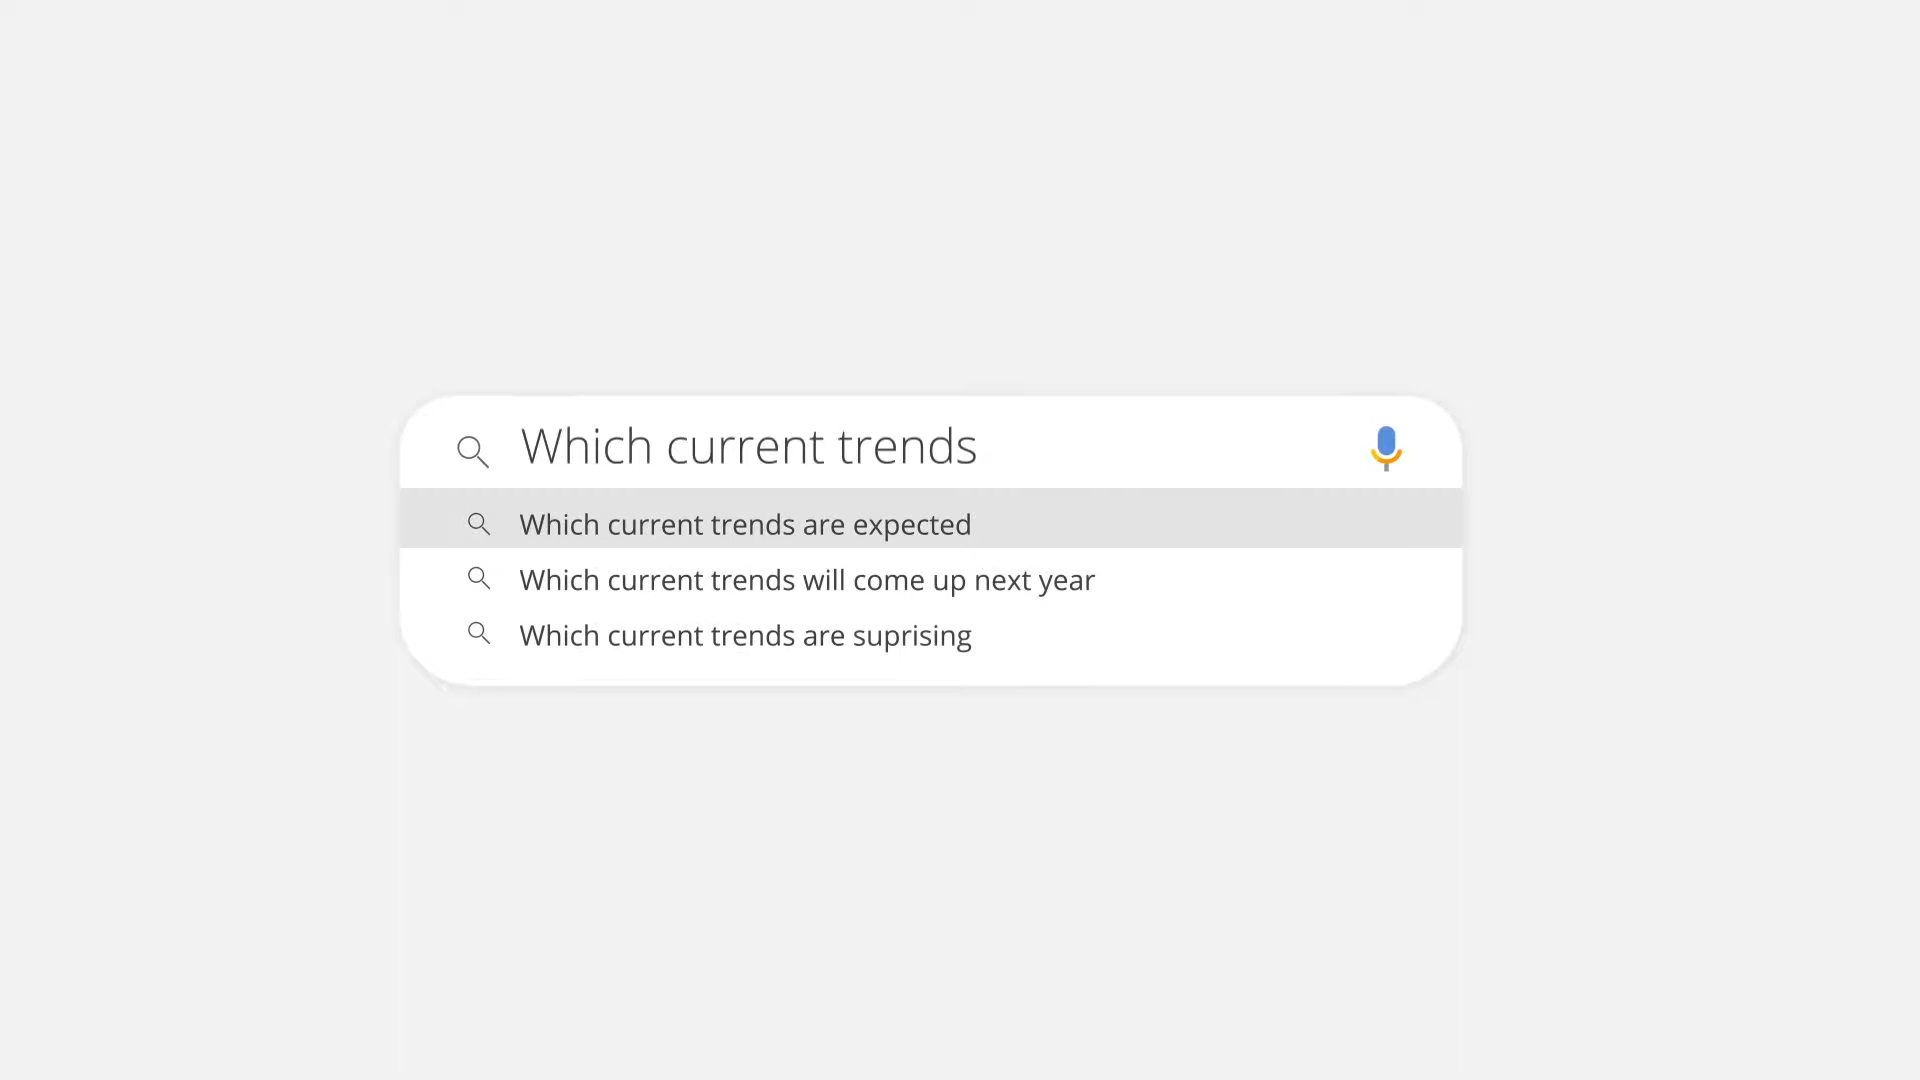 Which current trends
Which current trends are expected
Which current trends will come up next year
Which current trends are suprising